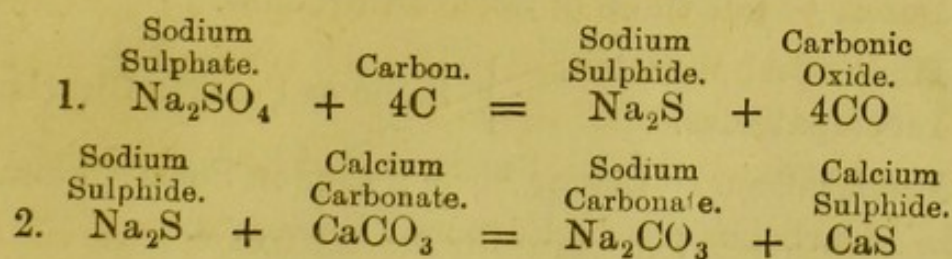 Sodium Sodium Carbonic
Sulphate. Carbon. Sulphide. Oxide.
1. Na₂SO₄ + 4C = Na₂S + 4CO
Sodium Calcium Sodium Calcium
Sulphide. Carbonate. Carbonate. Sulphide.
2. Na₂S + CaCO₃ = Na₂CO₃ + CaS